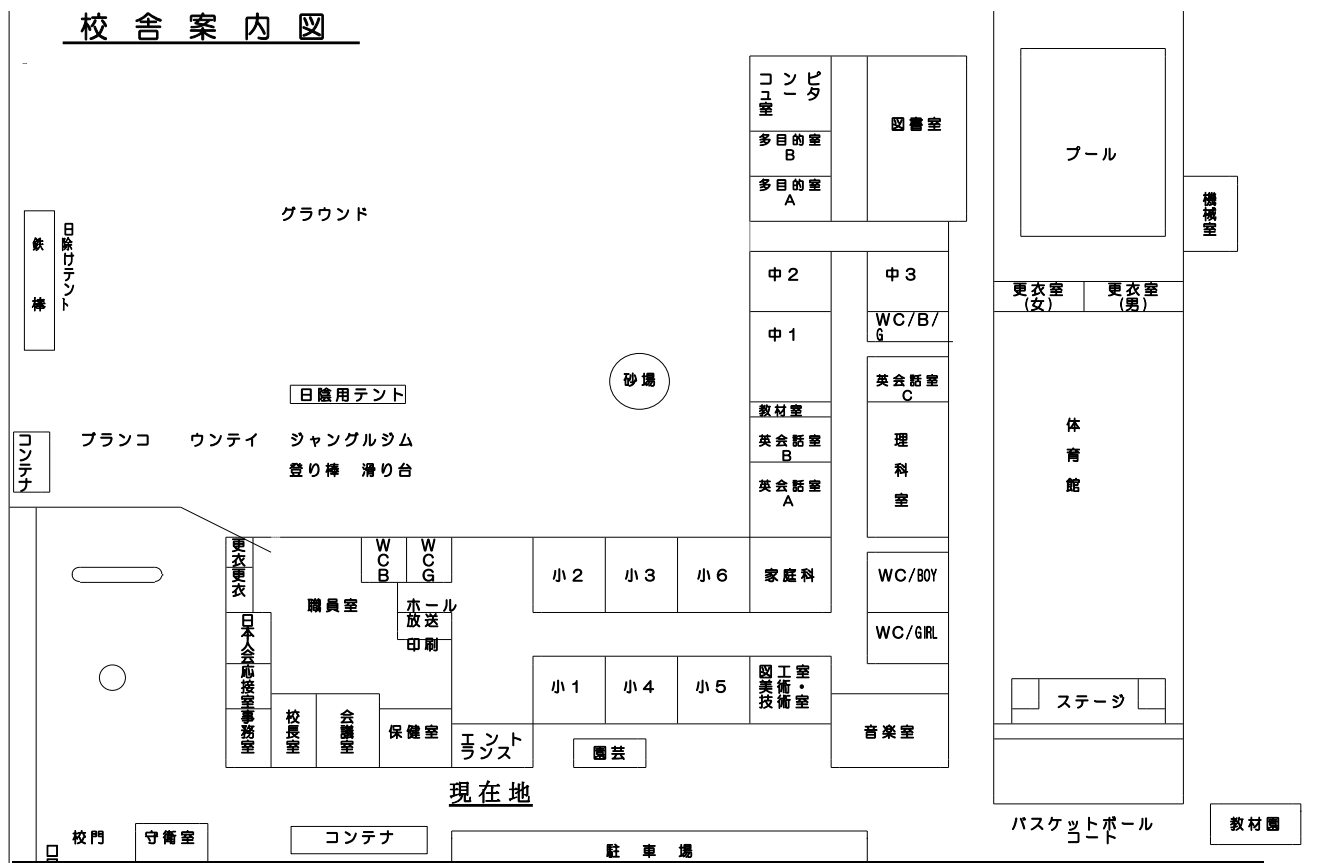 校舎案内図
コンピュータ室
図書室
多目的室
B
多目的室
A
プール
機械室
グラウンド
鉄棒
日除けテント
中2
中3
更衣室
(女)
更衣室
(男)
WC/B/
G
中1
砂場
日陰用テント
英会話室
C
教材室
コンテナ
ブランコ
ウンテイ
ジャングルジム
登り棒
滑り台
英会話室
B
理科室
体育館
英会話室
A
更衣
更衣
WCB
WCG
小2
小3
小6
家庭科
WC/BOY
職員室
ホール
放送
印刷
日本人会
応接室
WC/GIRL
小1
小4
小5
図工室
美術・
技術室
ステージ
事務室
校長室
会議室
保健室
エント
ランス
園芸
音楽室
現在地
校門
守衛室
コンテナ
駐車場
バスケットボール
コート
教材園